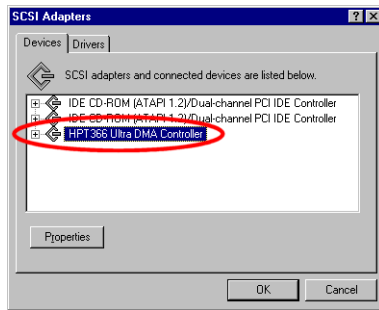 SCSI Adapters
Devices Drivers
SCSI adapters and connected devices are listed below.
IDE CD-ROM (ATAPI 1.2)/Dual-channel PCI IDE Controller
IDE CD-ROM (ATAPI 1.2)/Dual-channel PCI IDE Controller
HPT366 Ultra DMA Controller
Properties
OK Cancel